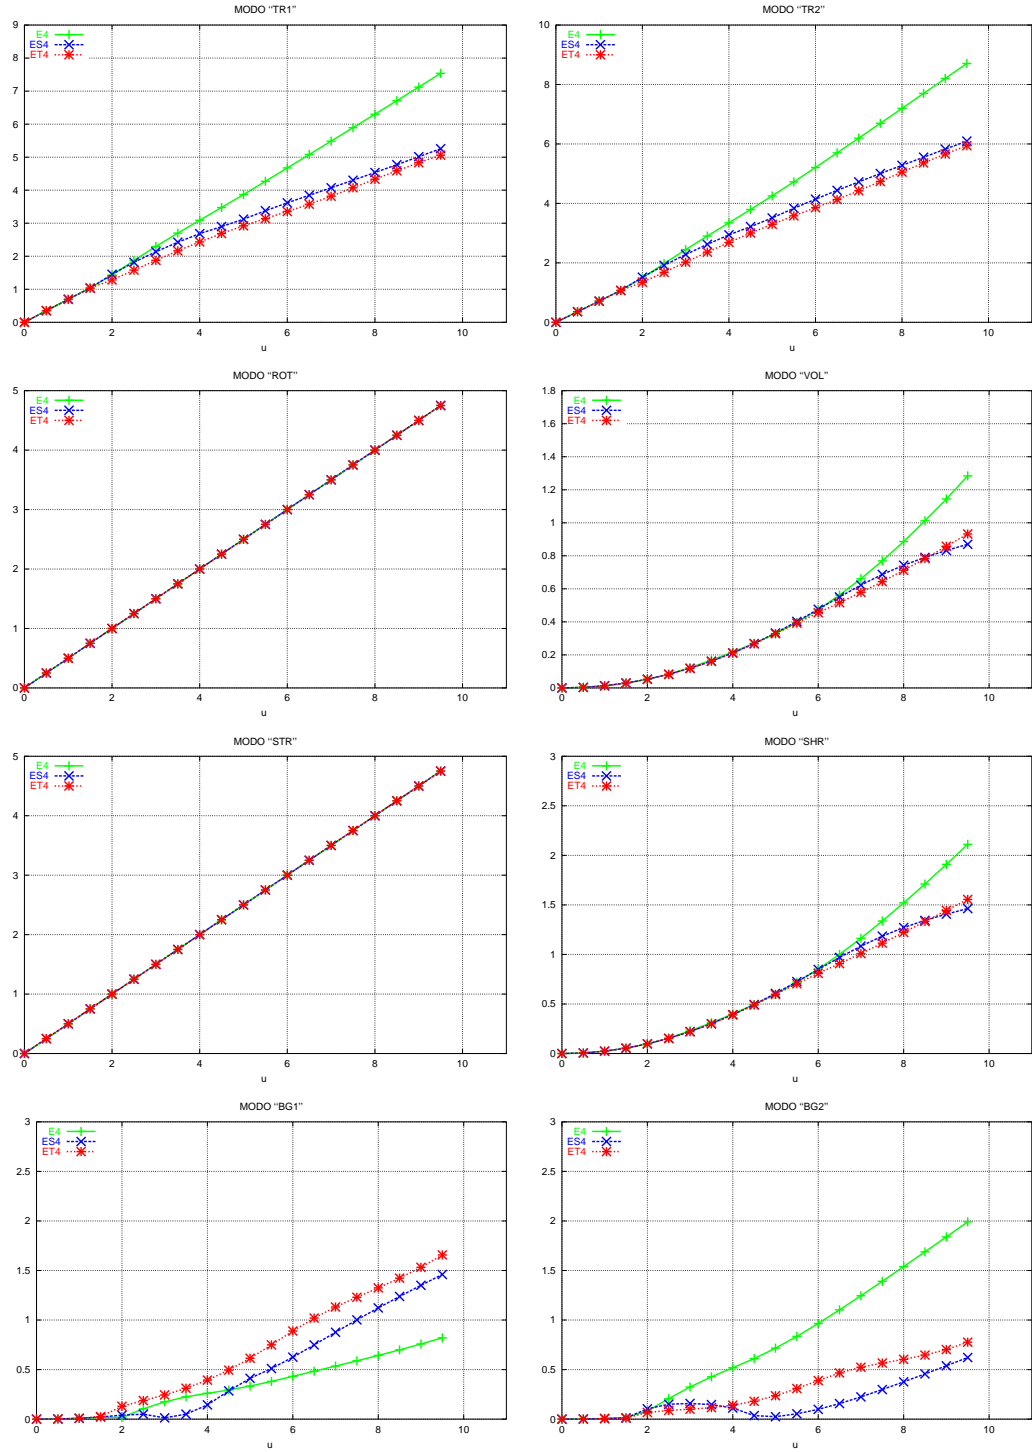 MODO “TR1”
9
8
7
6
5
4
3
2
1
0
E4
ES4
ET4
0 2 4 6 8 10
u
MODO “TR2”
10
8
6
4
2
0
E4
ES4
ET4
0 2 4 6 8 10
u
MODO “ROT”
5
4
3
2
1
0
E4
ES4
ET4
0 2 4 6 8 10
u
MODO “VOL”
1.8
1.6
1.4
1.2
1
0.8
0.6
0.4
0.2
0
E4
ES4
ET4
0 2 4 6 8 10
u
MODO “STR”
5
4
3
2
1
0
E4
ES4
ET4
0 2 4 6 8 10
u
MODO “SHR”
3
2.5
2
1.5
1
0.5
0
E4
ES4
ET4
0 2 4 6 8 10
u
MODO “BG1”
3
2.5
2
1.5
1
0.5
0
E4
ES4
ET4
0 2 4 6 8 10
u
MODO “BG2”
3
2.5
2
1.5
1
0.5
0
E4
ES4
ET4
0 2 4 6 8 10
u